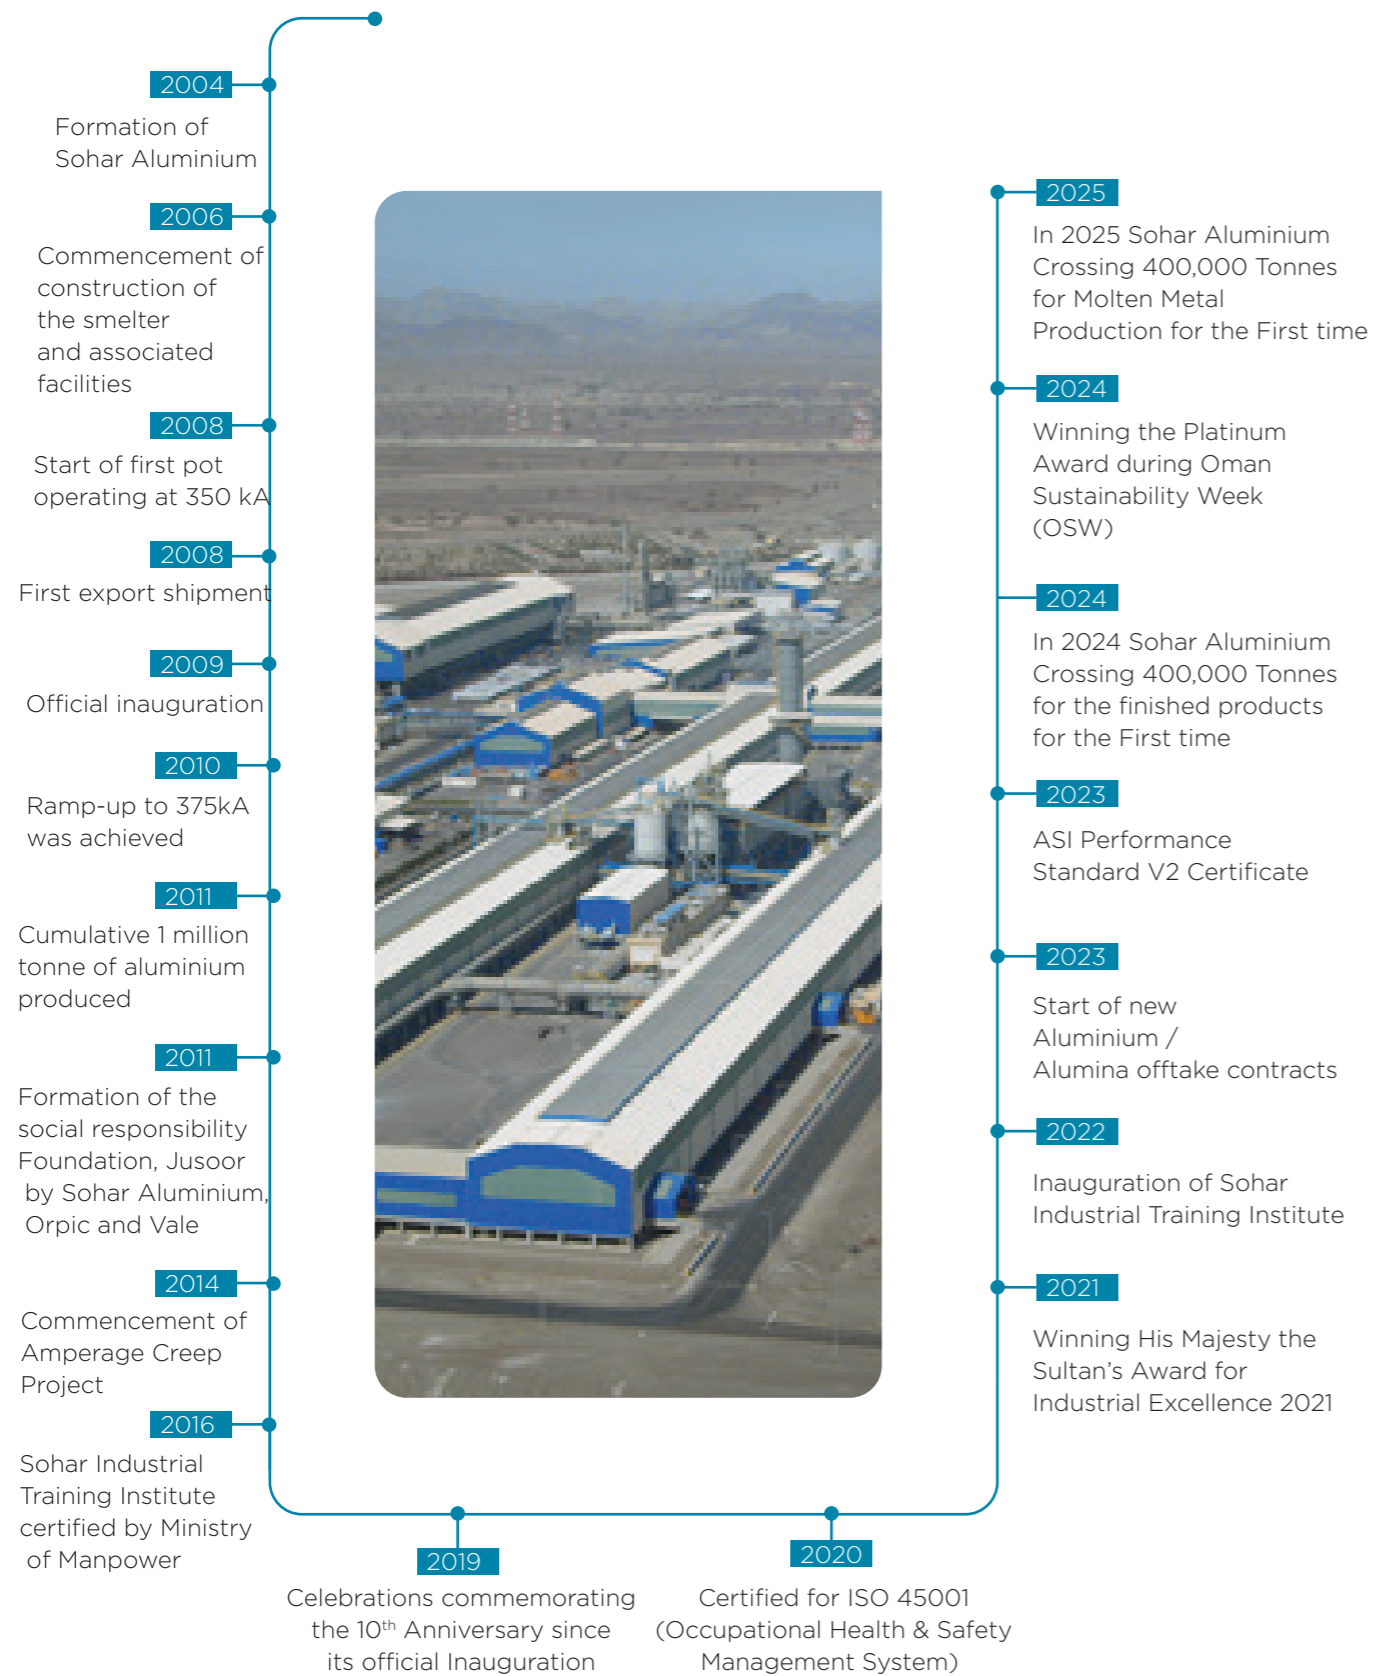 2004
Formation of
Sohar Aluminium
2006
Commencement of
construction of
the smelter
and associated
facilities
2008
Start of first pot
operating at 350 kA
2008
First export shipment
2009
Official inauguration
2010
Ramp-up to 375kA
was achieved
2011
Cumulative 1 million
tonne of aluminium
produced
2011
Formation of the
social responsibility
Foundation, Jusoor
by Sohar Aluminium,
Orpic and Vale
2014
Commencement of
Amperage Creep
Project
2016
Sohar Industrial
Training Institute
certified by Ministry
of Manpower
2019
Celebrations commemorating
the 10th Anniversary since
its official Inauguration
2020
Certified for ISO 45001
(Occupational Health & Safety
Management System)
2021
Winning His Majesty the
Sultan’s Award for
Industrial Excellence 2021
2022
Inauguration of Sohar
Industrial Training Institute
2023
Start of new
Aluminium /
Alumina offtake contracts
2023
ASI Performance
Standard V2 Certificate
2024
In 2024 Sohar Aluminium
Crossing 400,000 Tonnes
for the finished products
for the First time
2024
Winning the Platinum
Award during Oman
Sustainability Week
(OSW)
2025
In 2025 Sohar Aluminium
Crossing 400,000 Tonnes
for Molten Metal
Production for the First time